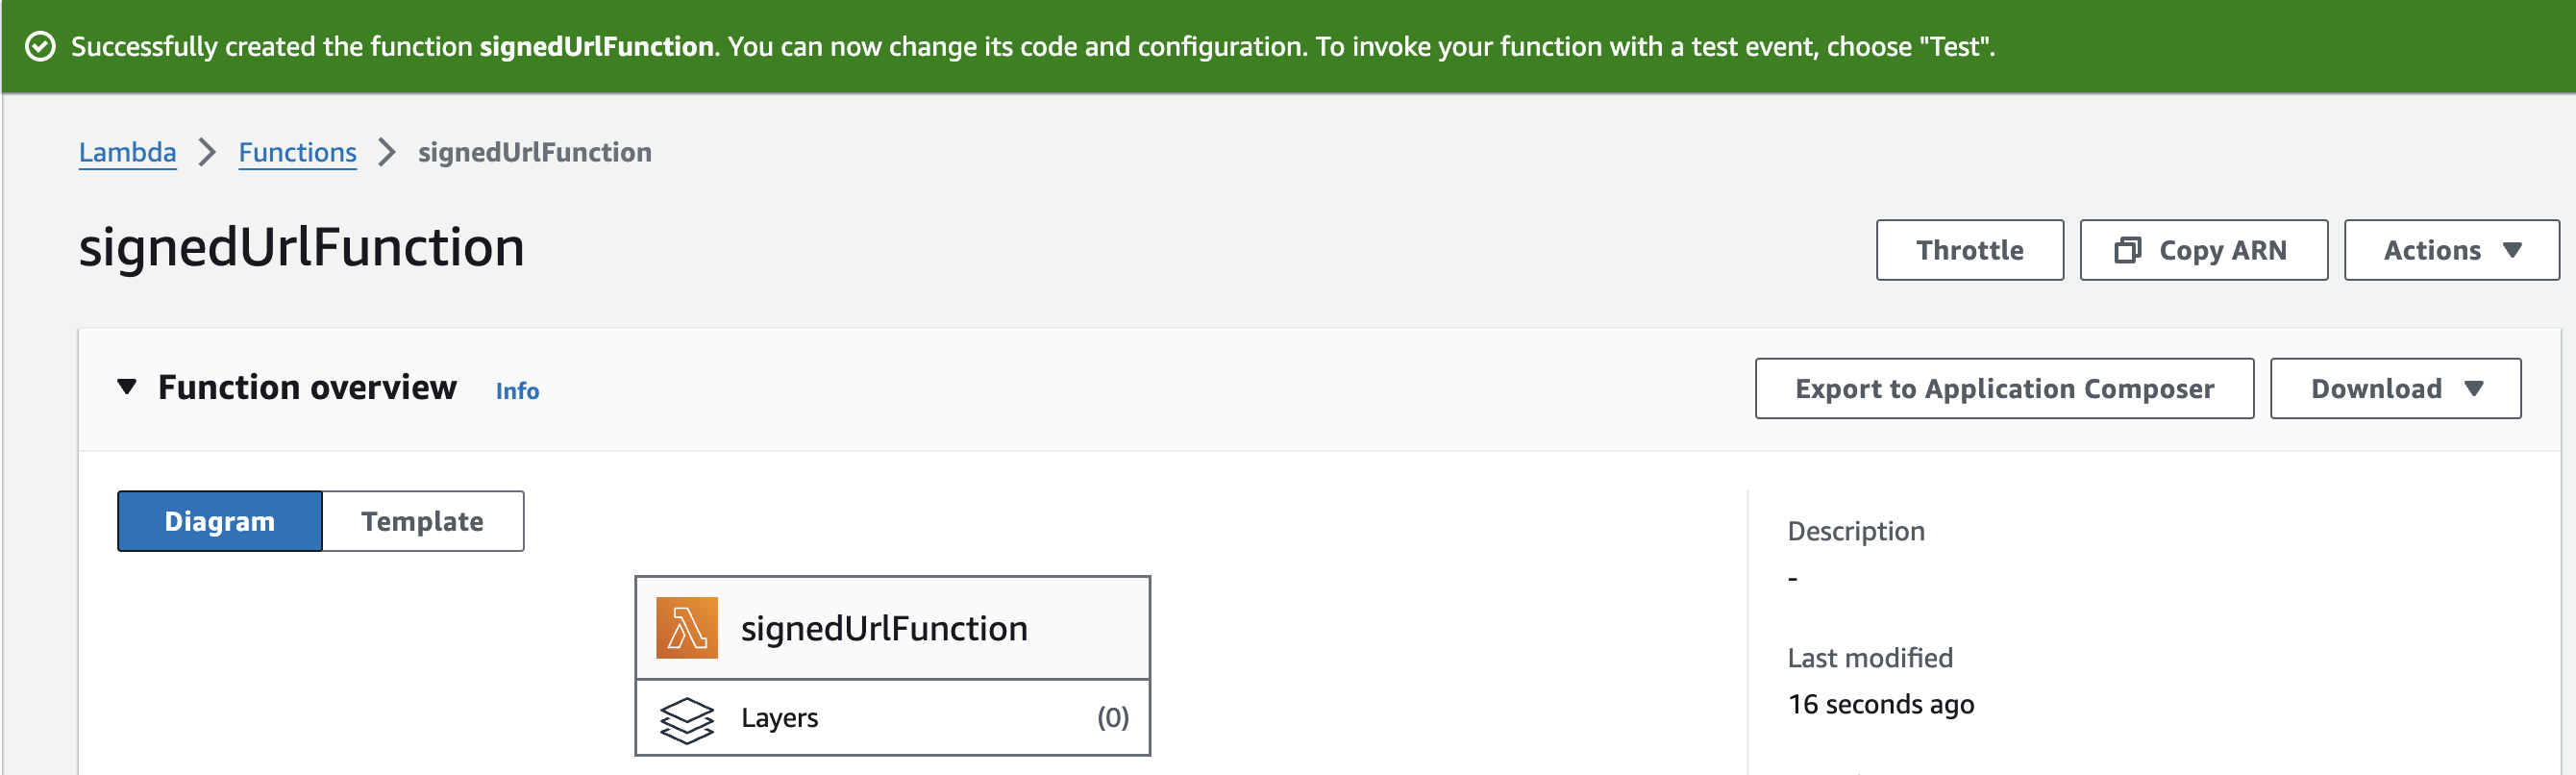 Successfully created the function signedUrlFunction. You can now change its code and configuration. To invoke your function with a test event, choose "Test".
Lambda > Functions > signedUrlFunction
signedUrlFunction
Throttle
Copy ARN
Actions
Function overview Info
Export to Application Composer
Download
Diagram
Template
signedUrlFunction
Layers (0)
Description
-
Last modified
16 seconds ago